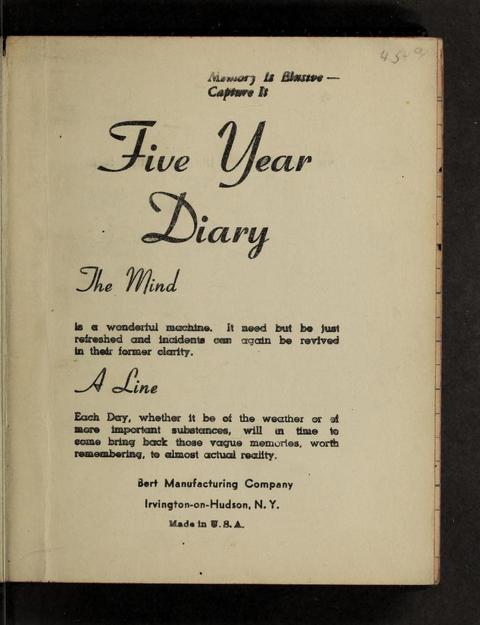 Memory Is Elusive —
Capture It
Five Year
Diary
The Mind
is a wonderful machine. It need but be just
refreshed and incidents can again be revived
in their former clarity.
A Line
Each Day, whether it be of the weather or of
more important substances, will in time to
come bring back those vague memories, worth
remembering, to almost actual reality.
Bert Manufacturing Company
Irvington-on-Hudson, N. Y.
Made in U. S. A.